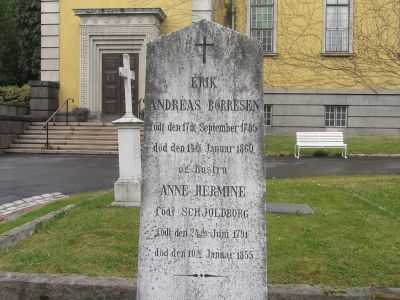 ERIK
ANDREAS BØRRESEN
født den 17de September 1785
død den 14de Januar 1860
og Hustru
ANNE HERMINE
født SCHJOLDBORG
født den 24de Juni 1791
død den 10de Januar 1855